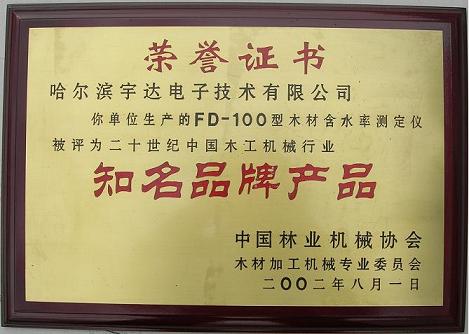 荣誉证书
哈尔滨宇达电子技术有限公司
你单位生产的FD-100型木材含水率测定仪
被评为二十世纪中国木工机械行业
知名品牌产品
中国林业机械协会
木材加工机械专业委员会
二〇〇二年八月一日